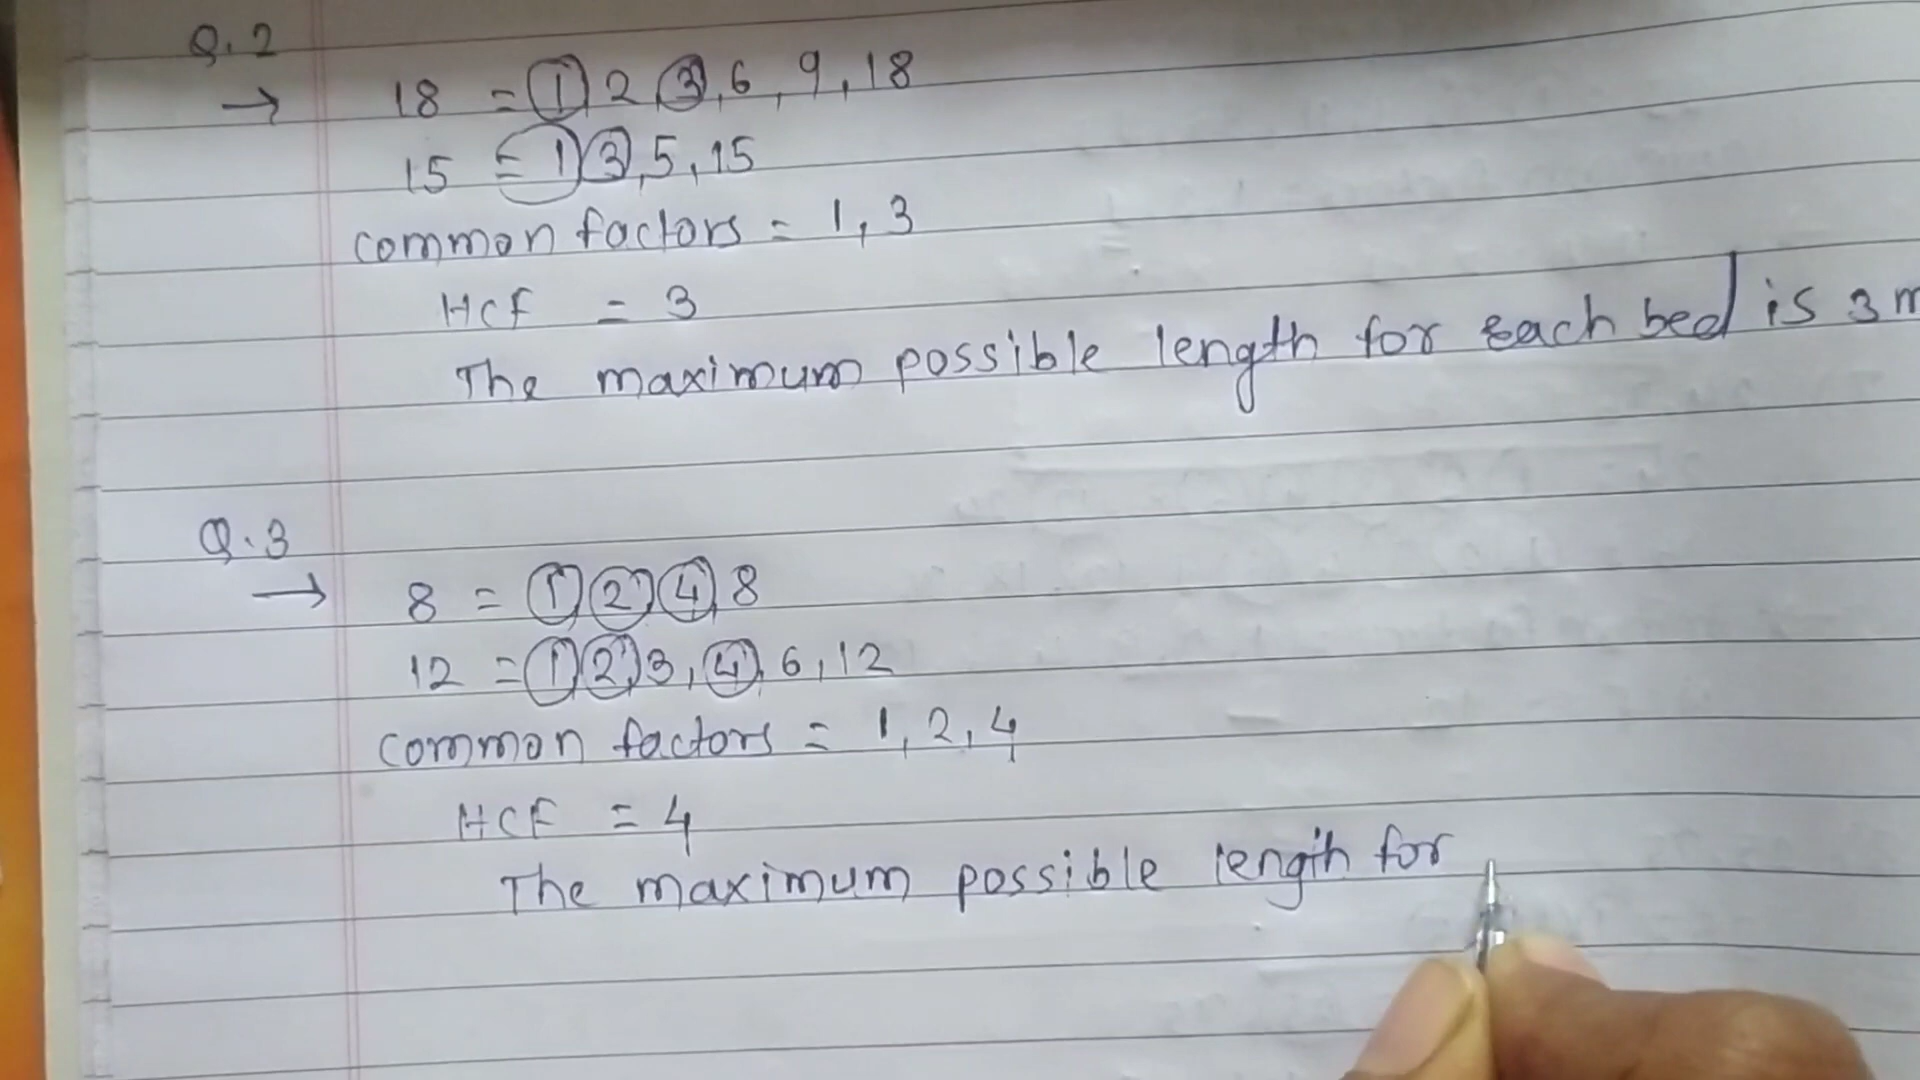 Q.2
→ 18 = 1, 2, 3, 6, 9, 18
15 = 1, 3, 5, 15
common factors = 1, 3
HCF = 3
The maximum possible length for each bed is 3 m
Q.3
→ 8 = 1, 2, 4, 8
12 = 1, 2, 3, 4, 6, 12
common factors = 1, 2, 4
HCF = 4
The maximum possible length for